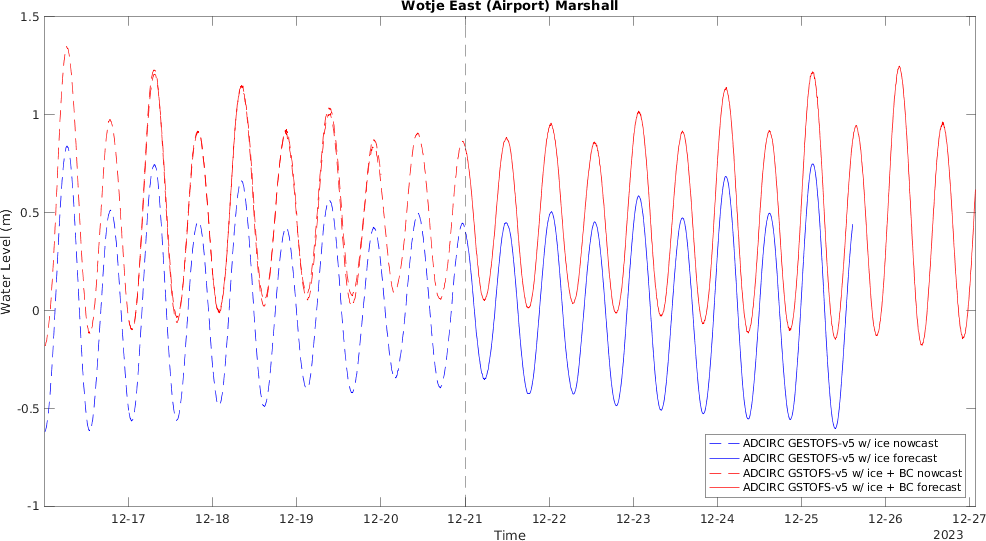 Wotje East (Airport) Marshall
1.5
1
0.5
0
-0.5
-1
Water Level (m)
12-17 12-18 12-19 12-20 12-21 12-22 12-23 12-24 12-25 12-26 12-27
Time
2023
ADCIRC GESTOFS-v5 w/ ice nowcast
ADCIRC GESTOFS-v5 w/ ice forecast
ADCIRC GSTOFS-v5 w/ ice + BC nowcast
ADCIRC GSTOFS-v5 w/ ice + BC forecast